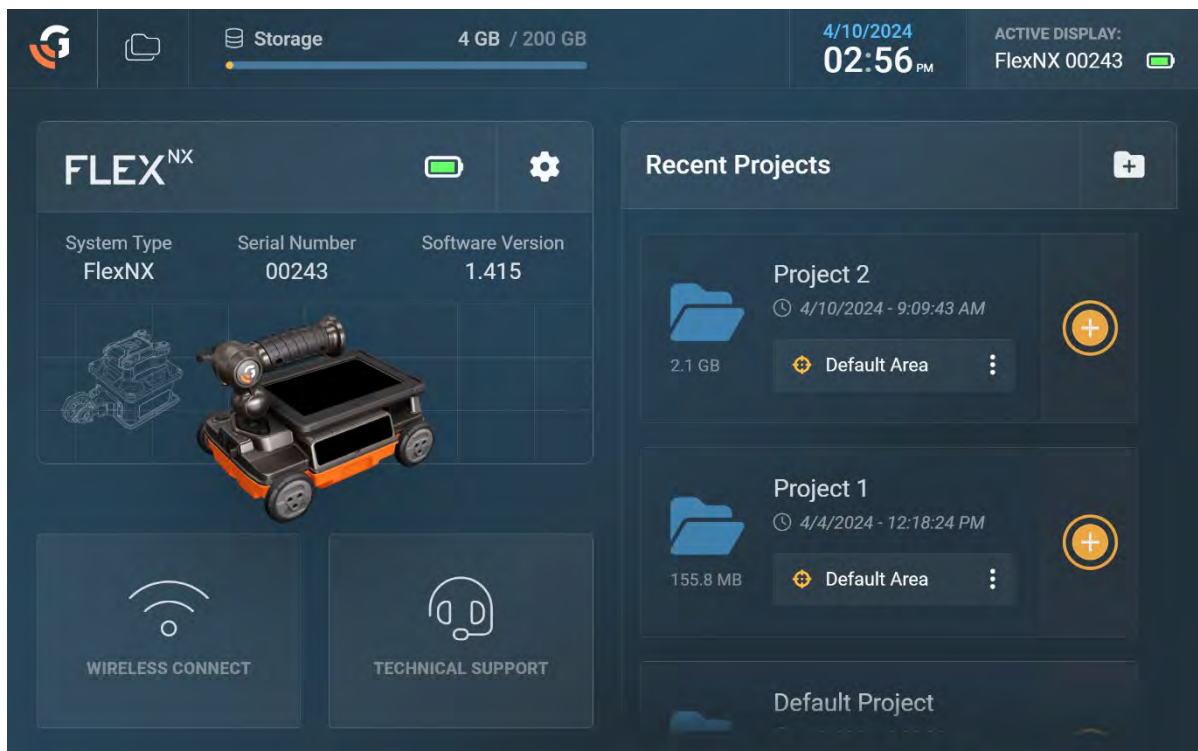 Storage 4 GB / 200 GB
4/10/2024
02:56 PM
ACTIVE DISPLAY:
FlexNX 00243
FLEX NX
System Type Serial Number Software Version
FlexNX 00243 1.415
WIRELESS CONNECT
TECHNICAL SUPPORT
Recent Projects
Project 2
4/10/2024 - 9:09:43 AM
2.1 GB
Default Area
Project 1
4/4/2024 - 12:18:24 PM
155.8 MB
Default Area
Default Project